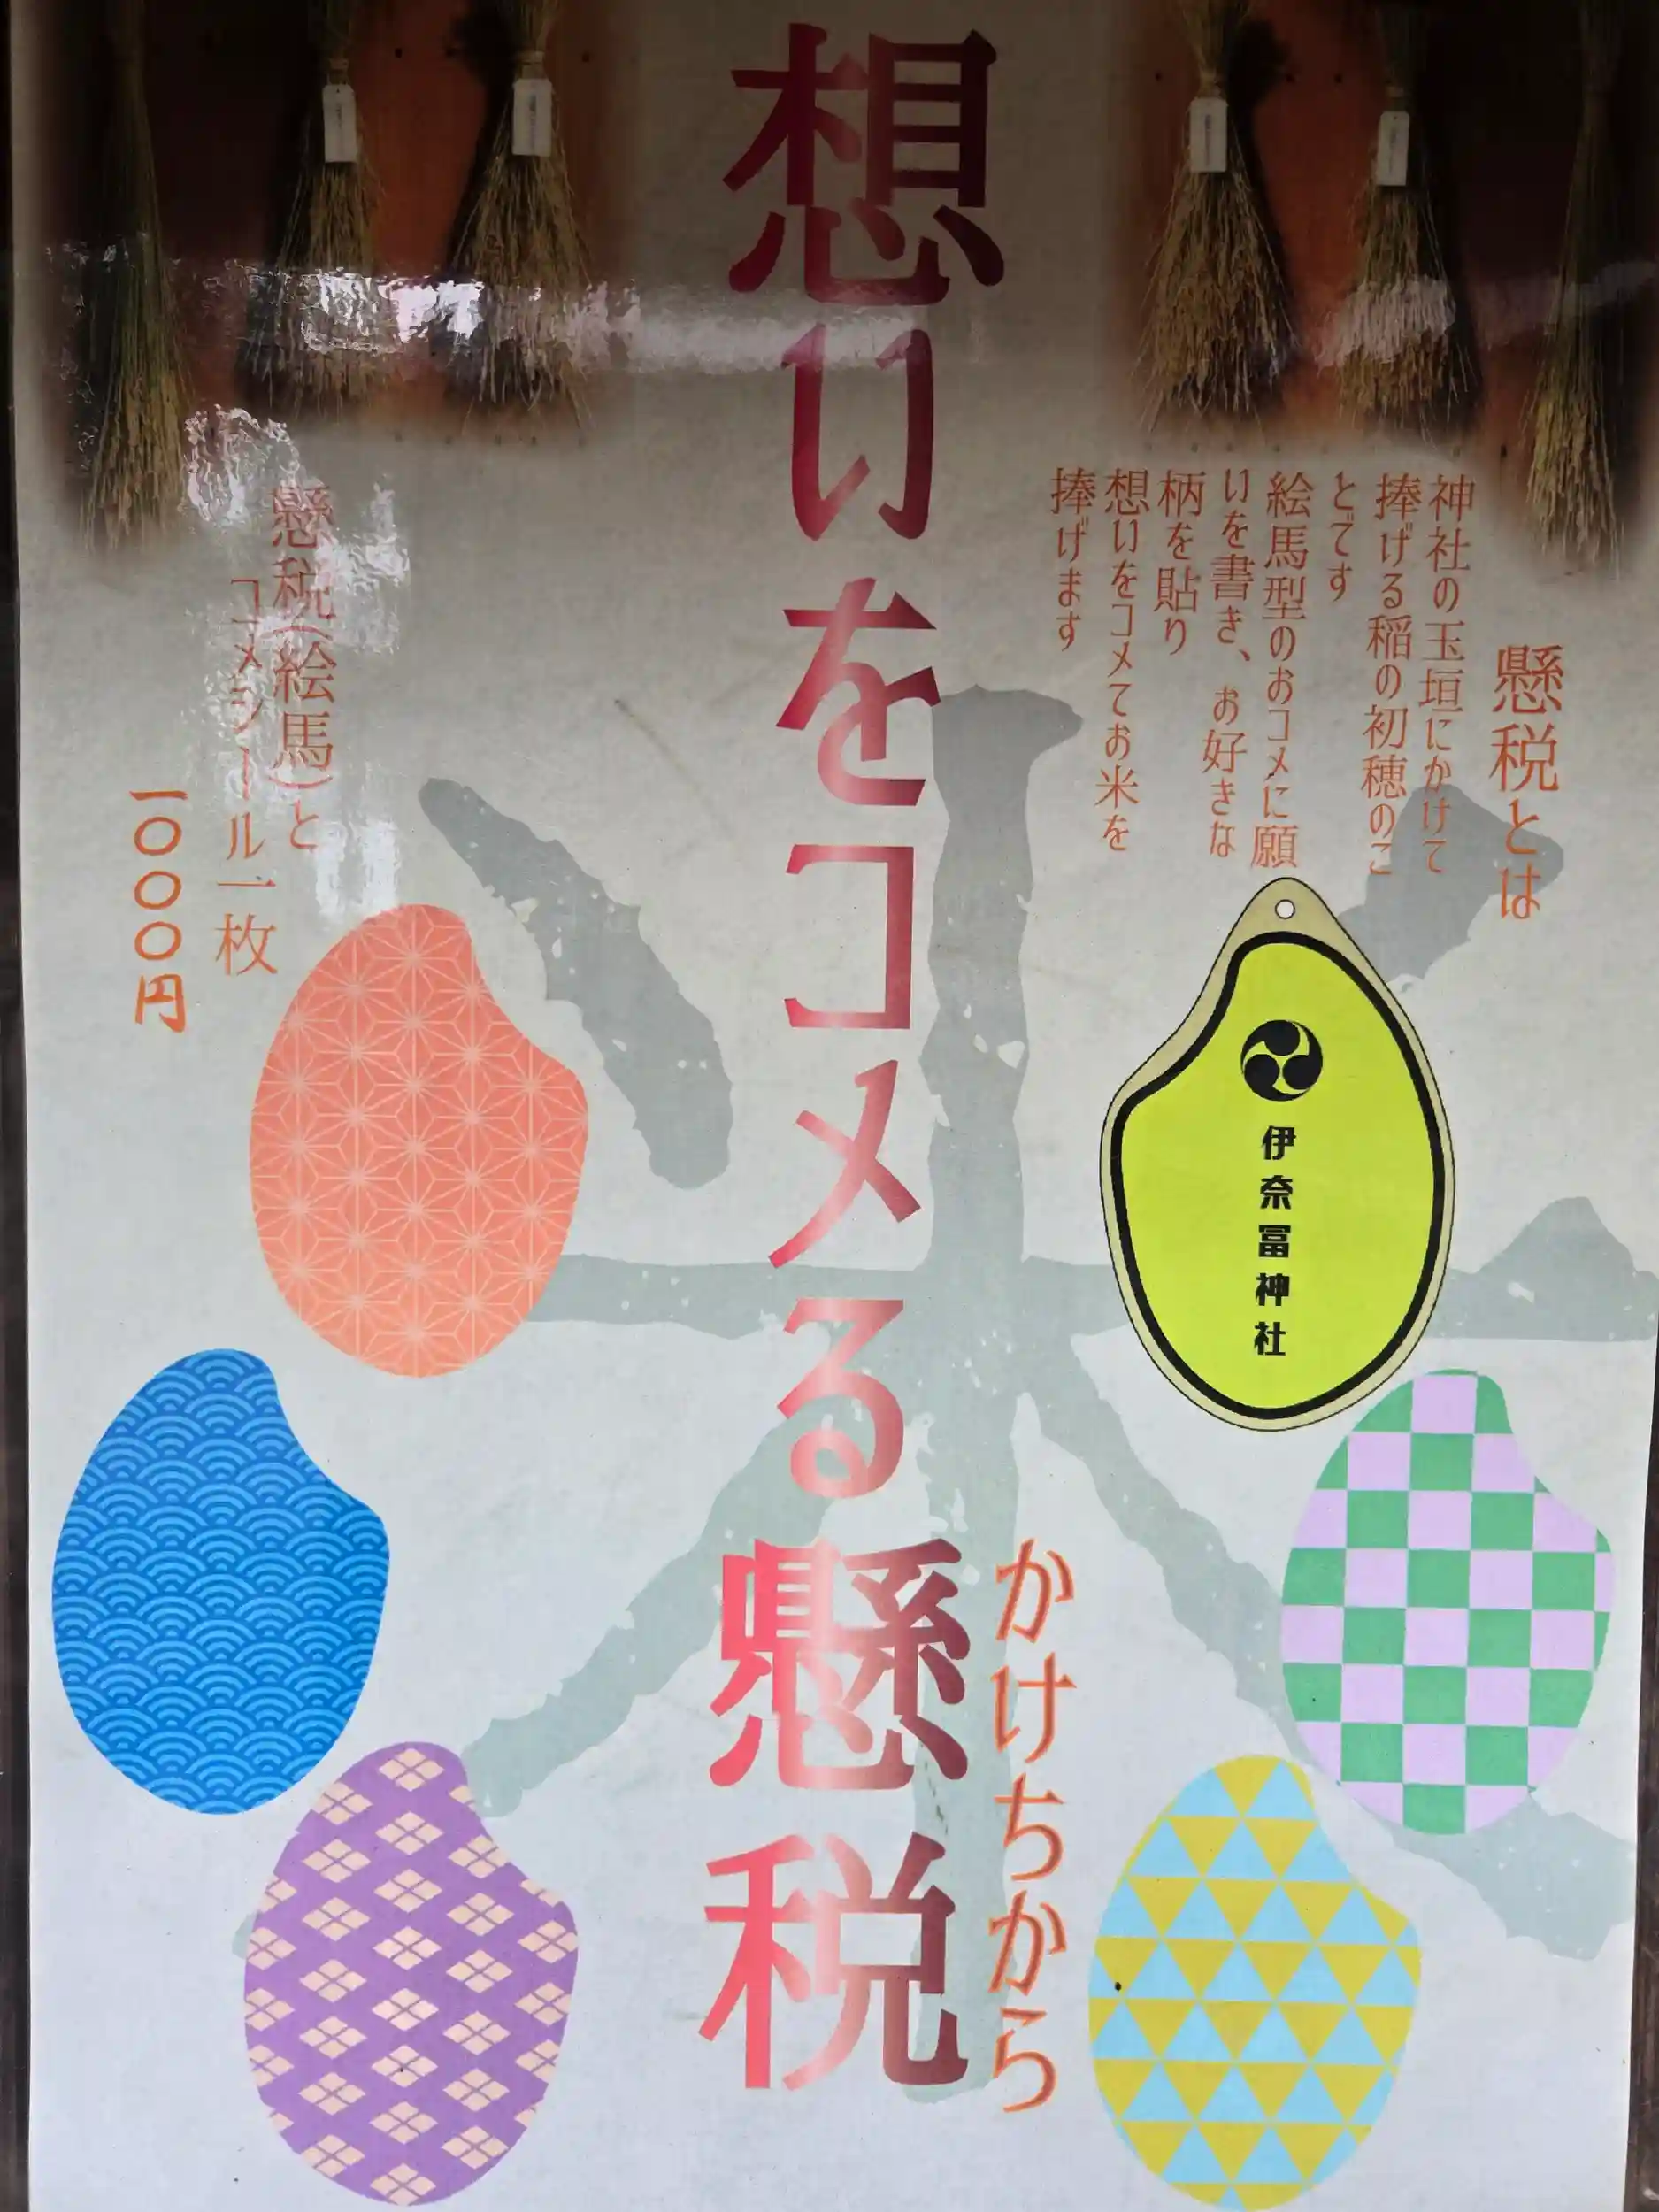 懸税とは
神社の玉垣にかけて
捧げる稲の初穂のこ
とです
絵馬型のおコメに願
いを書き、お好きな
柄を貼り
想いをコメてお米を
捧げます
想いをコメる懸税
かけちから
懸税(絵馬)と
コメシール一枚
一〇〇〇円
伊奈冨神社